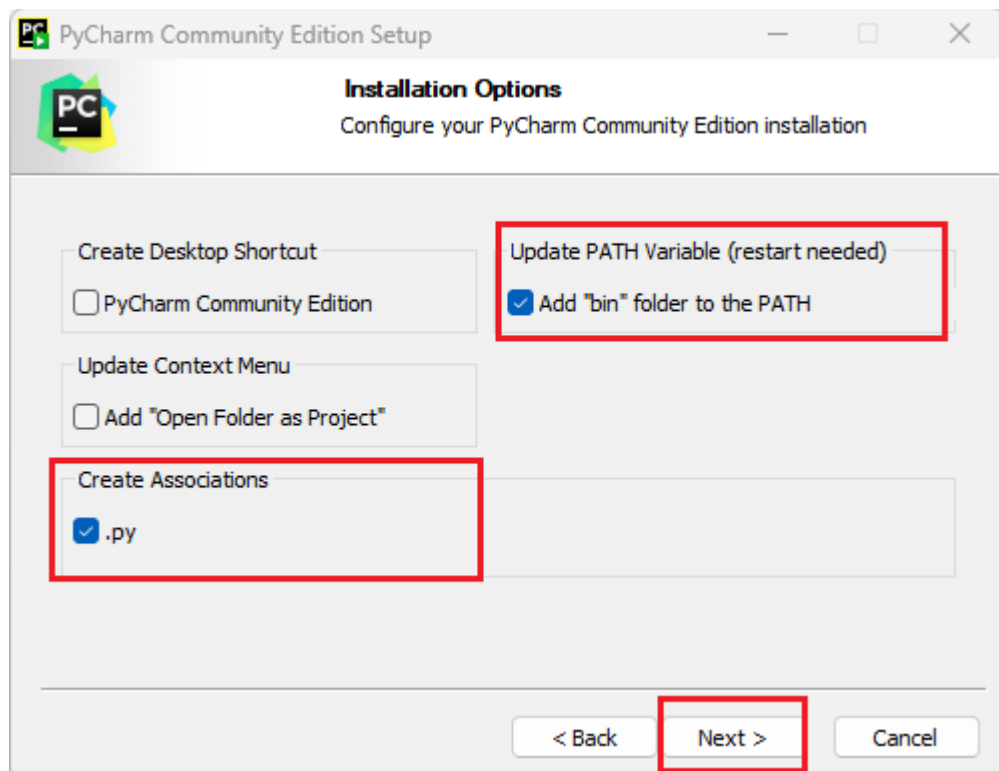 PyCharm Community Edition Setup
PC
Installation Options
Configure your PyCharm Community Edition installation
Create Desktop Shortcut
PyCharm Community Edition
Update PATH Variable (restart needed)
Add "bin" folder to the PATH
Update Context Menu
Add "Open Folder as Project"
Create Associations
.py
< Back
Next >
Cancel